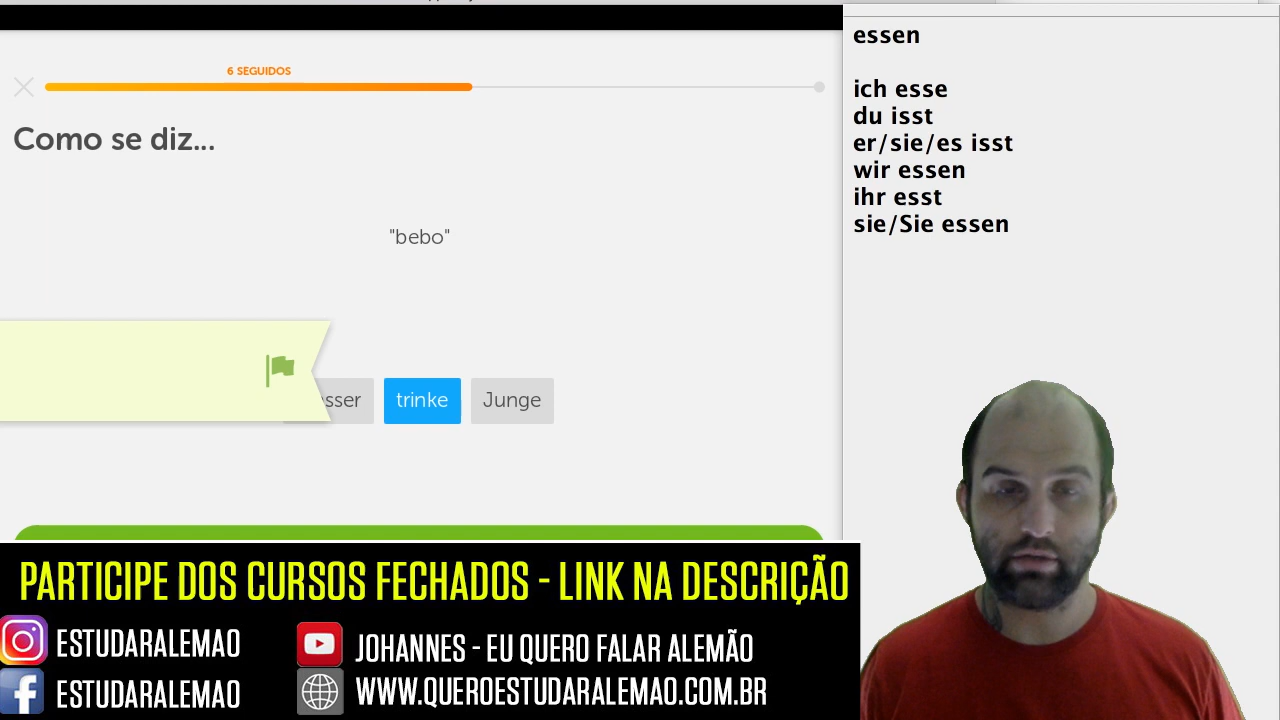 6 SEGUIDOS
Como se diz...
"bebo"
trinke
Junge
essen
ich esse
du isst
er/sie/es isst
wir essen
ihr esst
sie/Sie essen
PARTICIPE DOS CURSOS FECHADOS - LINK NA DESCRIÇÃO
ESTUDARALEMAO
JOHANNES - EU QUERO FALAR ALEMÃO
ESTUDARALEMAO
WWW.QUEROESTUDARALEMAO.COM.BR